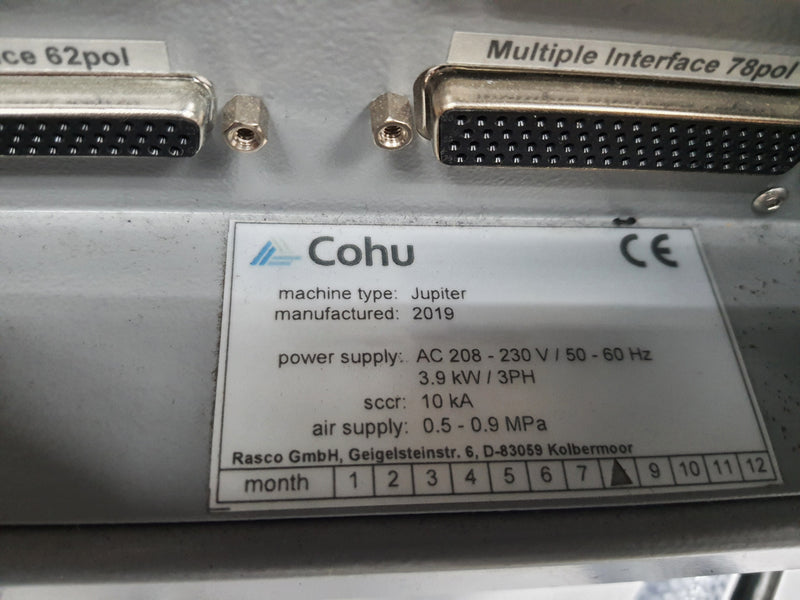 ce 62pol
Multiple Interface 78pol
Cohu
CE
machine type: Jupiter
manufactured: 2019
power supply: AC 208 - 230 V / 50 - 60 Hz
3.9 kW / 3PH
sccr: 10 kA
air supply: 0.5 - 0.9 MPa
Rasco GmbH, Geigelsteinstr. 6, D-83059 Kolbermoor
month 1 2 3 4 5 6 7 9 10 11 12